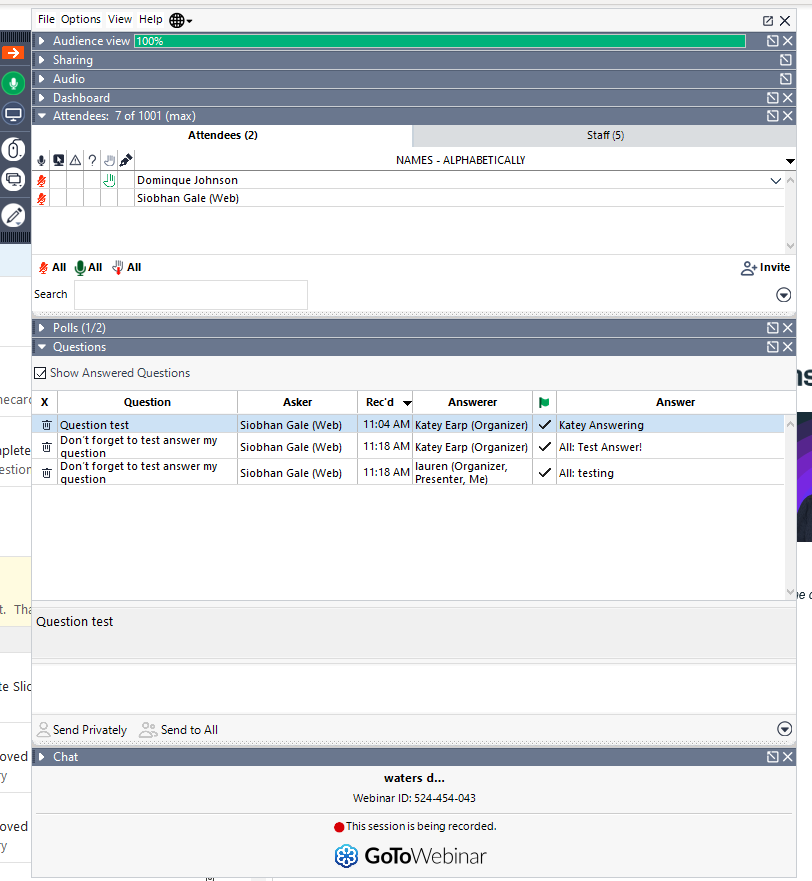 File Options View Help
Audience view 100%
Sharing
Audio
Dashboard
Attendees: 7 of 1001 (max)
Attendees (2) Staff (5)
NAMES - ALPHABETICALLY
Dominque Johnson
Siobhan Gale (Web)
All All All Invite
Search
Polls (1/2)
Questions
Show Answered Questions
X Question Asker Rec'd Answerer Answer
Question test Siobhan Gale (Web) 11:04 AM Katey Earp (Organizer) Katey Answering
Don't forget to test answer my
question Siobhan Gale (Web) 11:18 AM Katey Earp (Organizer) All: Test Answer!
Don't forget to test answer my
question Siobhan Gale (Web) 11:18 AM lauren (Organizer,
Presenter, Me) All: testing
Question test
Send Privately Send to All
Chat
waters d...
Webinar ID: 524-454-043
This session is being recorded.
GoToWebinar